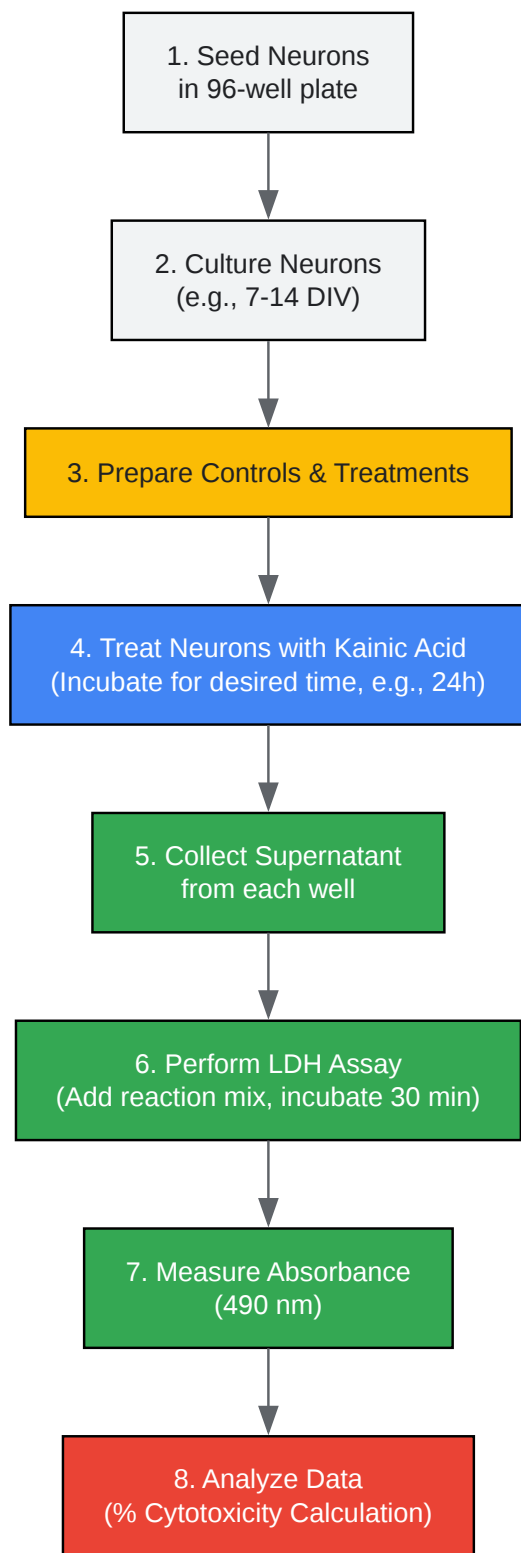 1. Seed Neurons
in 96-well plate
2. Culture Neurons
(e.g., 7-14 DIV)
3. Prepare Controls & Treatments
4. Treat Neurons with Kainic Acid
(Incubate for desired time, e.g., 24h)
5. Collect Supernatant
from each well
6. Perform LDH Assay
(Add reaction mix, incubate 30 min)
7. Measure Absorbance
(490 nm)
8. Analyze Data
(% Cytotoxicity Calculation)